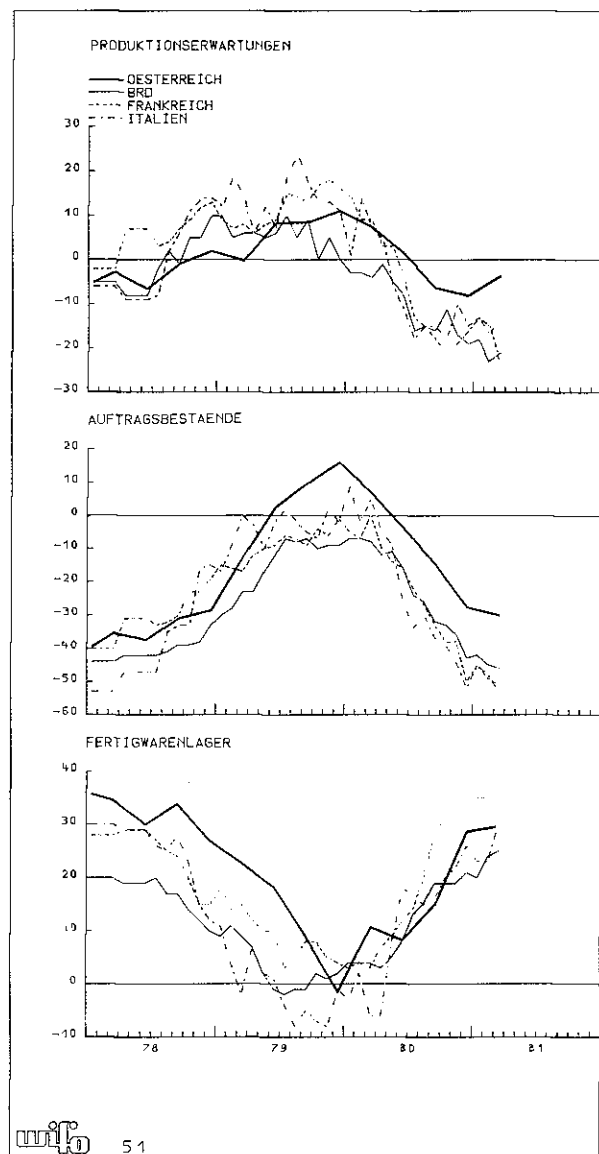 PRODUKTIONSERWARTUNGEN
OESTERREICH
BRD
FRANKREICH
ITALIEN
30
20
10
0
-10
-20
-30
AUFTRAGSBESTAENDE
20
10
0
-10
-20
-30
-40
-50
-60
FERTIGWARENLAGER
40
30
20
10
0
-10
78 79 80 81
wifo 51